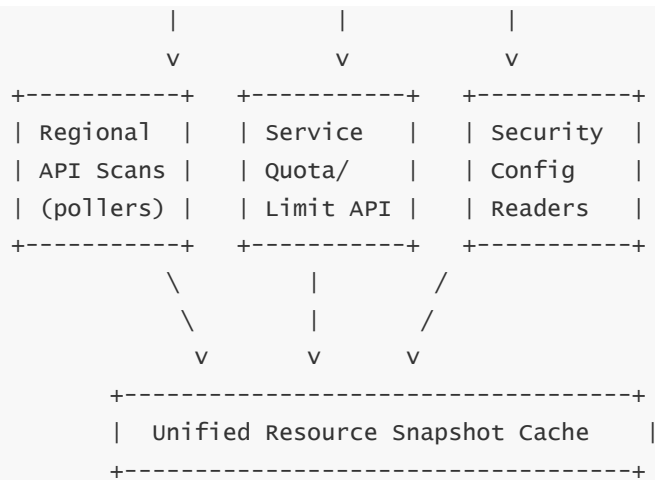 | | |
v v v
+-----------+ +-----------+ +-----------+
| Regional | | Service | | Security |
| API Scans | | Quota/ | | Config |
| (pollers) | | Limit API | | Readers |
+-----------+ +-----------+ +-----------+
\ | /
\ | /
v v v
+------------------------------------+
| Unified Resource Snapshot Cache |
+------------------------------------+